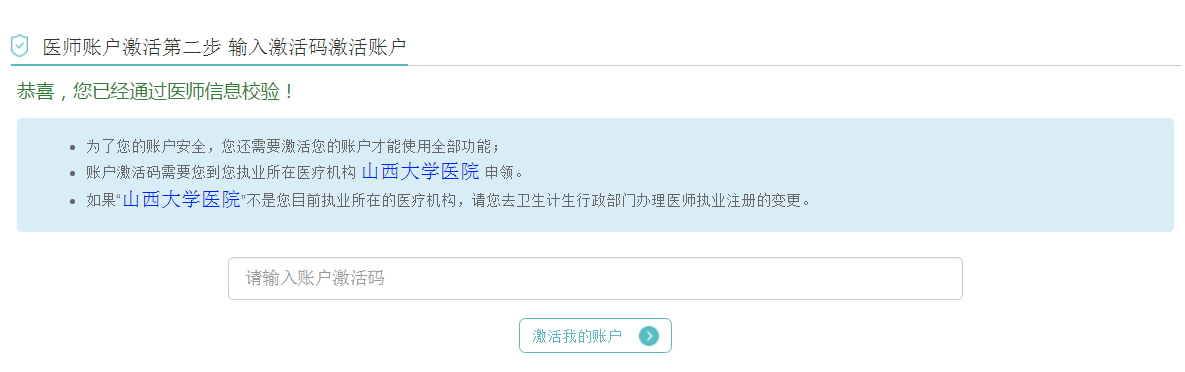 医师账户激活第二步 输入激活码激活账户
恭喜，您已经通过医师信息校验！
为了您的账户安全，您还需要激活您的账户才能使用全部功能；
账户激活码需要您到您执业所在医疗机构 山西大学医院 申领。
如果“山西大学医院”不是您目前执业所在的医疗机构，请您去卫生计生行政部门办理医师执业注册的变更。
请输入账户激活码
激活我的账户